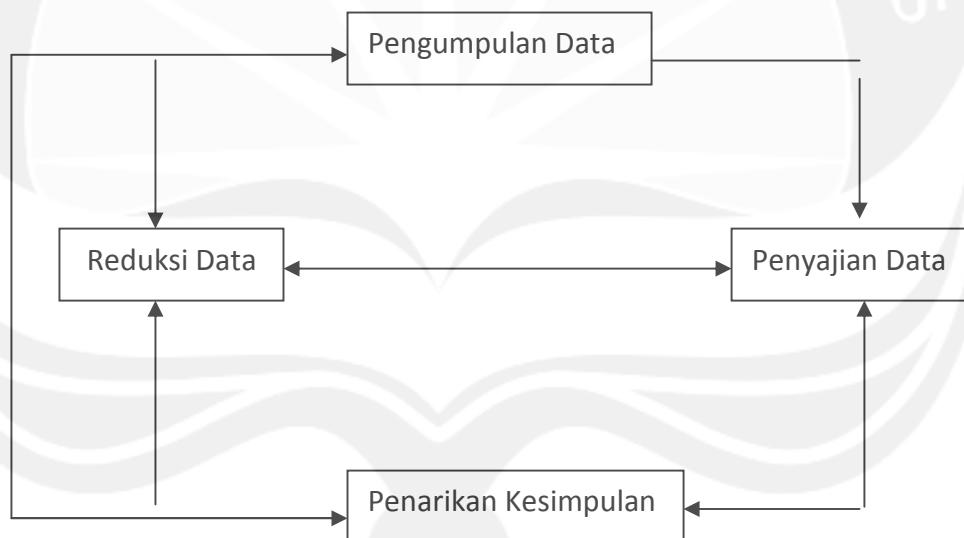 Pengumpulan Data
Reduksi Data
Penyajian Data
Penarikan Kesimpulan